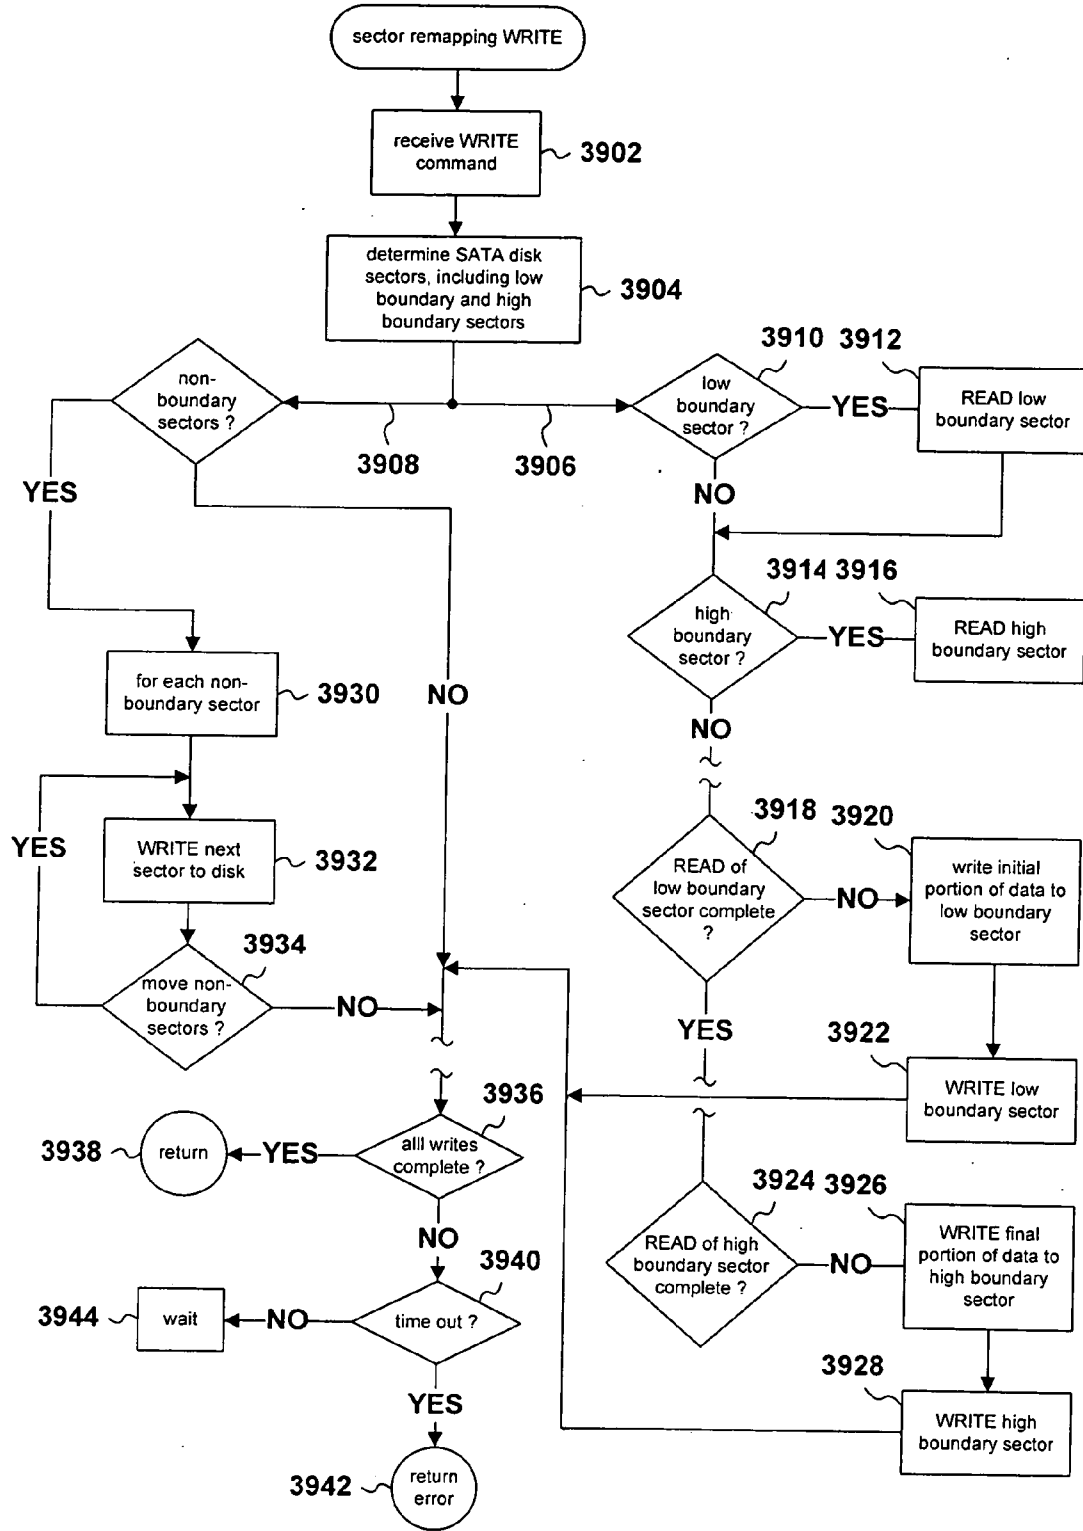 sector remapping WRITE
receive WRITE
command
3902
determine SATA disk
sectors, including low
boundary and high
boundary sectors
3904
non-
boundary
sectors ?
3908
3906
low
boundary
sector ?
3910
YES
3912
READ low
boundary sector
YES
NO
NO
high
boundary
sector ?
3914
YES
3916
READ high
boundary sector
NO
for each non-
boundary sector
3930
YES
WRITE next
sector to disk
3932
move non-
boundary
sectors ?
3934
NO
READ of
low boundary
sector complete
?
3918
NO
3920
write initial
portion of data to
low boundary
sector
YES
3922
WRITE low
boundary sector
3936
alll writes
complete ?
YES
return
3938
NO
READ of high
boundary sector
complete ?
3924
NO
3926
WRITE final
portion of data to
high boundary
sector
3940
time out ?
NO
wait
3944
YES
3928
WRITE high
boundary sector
return
error
3942